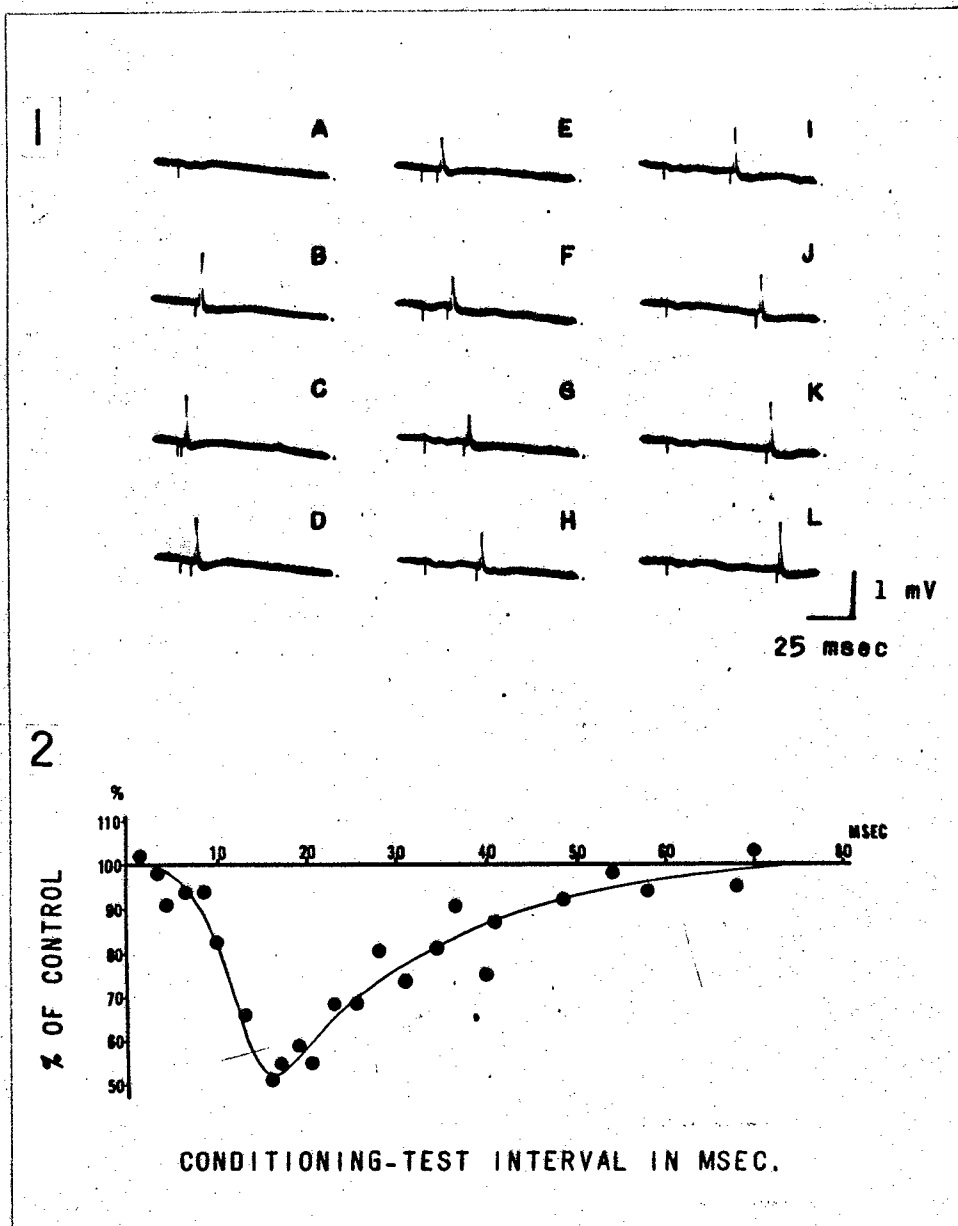 1
A E I
B F J
C G K
D H L
1 mV
25 msec
2
%
110
MSEC
100 10 20 30 40 50 60 70 80
90
80
70
60
50
% OF CONTROL
CONDITIONING-TEST INTERVAL IN MSEC.